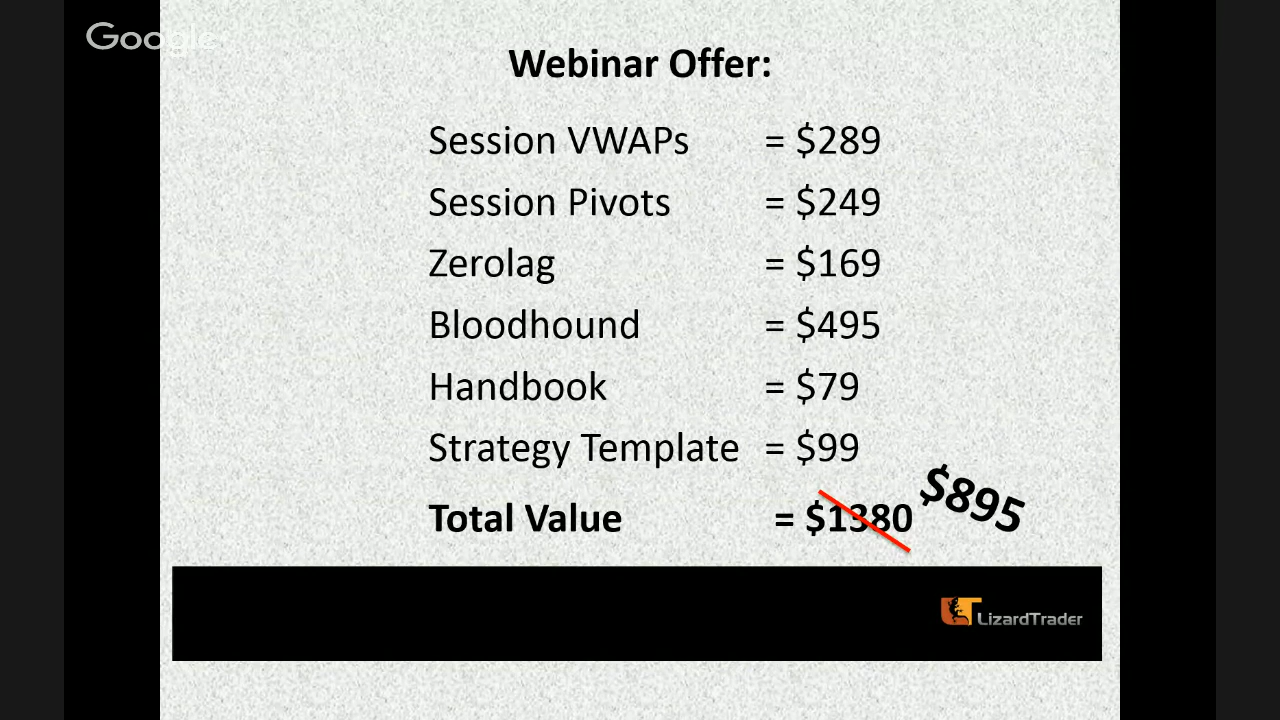 Google
Webinar Offer:
Session VWAPs = $289
Session Pivots = $249
Zerolag = $169
Bloodhound = $495
Handbook = $79
Strategy Template = $99
$895
Total Value = $1380
LizardTrader